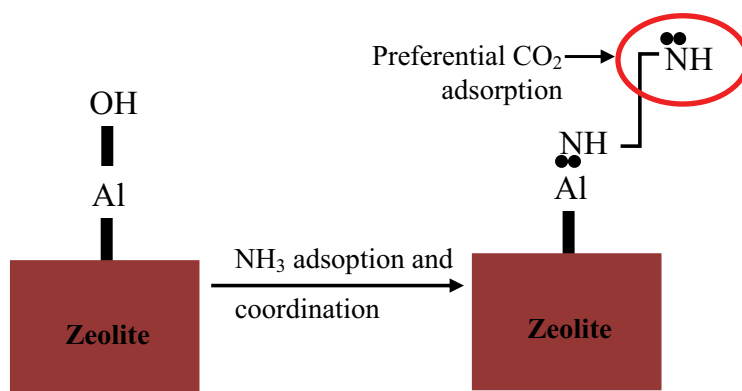 OH
Al
Zeolite
NH₃ adsoption and
coordination
Preferential CO₂
adsorption
NH
NH
Al
Zeolite